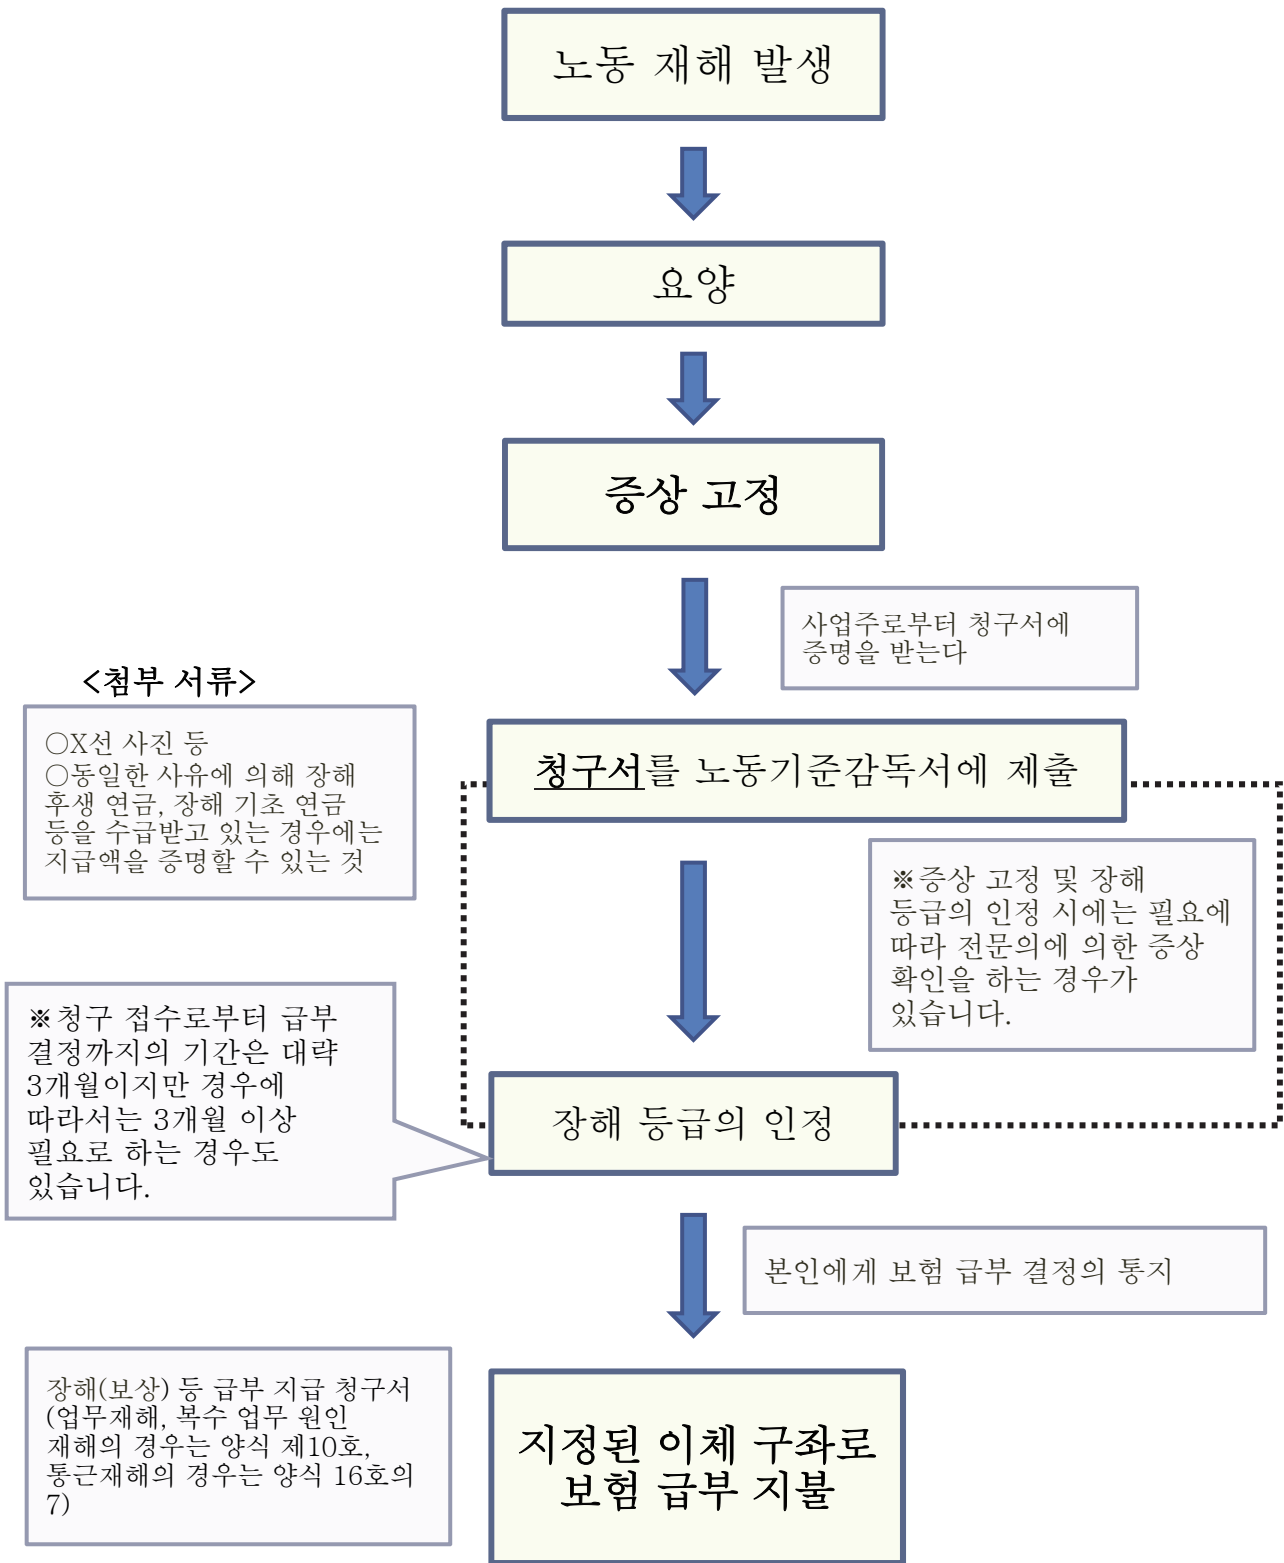 노동 재해 발생
요양
증상 고정
사업주로부터 청구서에
증명을 받는다
<첨부 서류>
○X선 사진 등
○동일한 사유에 의해 장해
후생 연금, 장해 기초 연금
등을 수급받고 있는 경우에는
지급액을 증명할 수 있는 것
청구서를 노동기준감독서에 제출
※증상 고정 및 장해
등급의 인정 시에는 필요에
따라 전문의에 의한 증상
확인을 하는 경우가
있습니다.
※청구 접수로부터 급부
결정까지의 기간은 대략
3개월이지만 경우에
따라서는 3개월 이상
필요로 하는 경우도
있습니다.
장해 등급의 인정
본인에게 보험 급부 결정의 통지
장해(보상) 등 급부 지급 청구서
(업무재해, 복수 업무 원인
재해의 경우는 양식 제10호,
통근재해의 경우는 양식 16호의
7)
지정된 이체 구좌로
보험 급부 지불